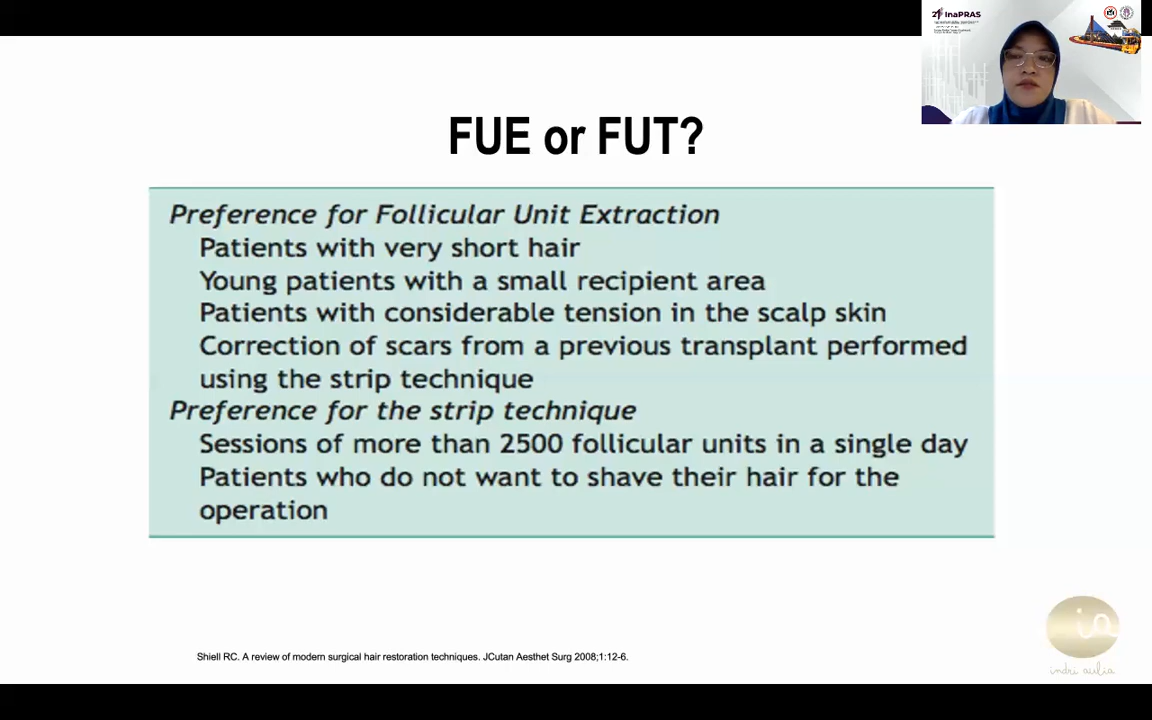 InaPRAS
FUE or FUT?
Preference for Follicular Unit Extraction
Patients with very short hair
Young patients with a small recipient area
Patients with considerable tension in the scalp skin
Correction of scars from a previous transplant performed
using the strip technique
Preference for the strip technique
Sessions of more than 2500 follicular units in a single day
Patients who do not want to shave their hair for the
operation
Shiell RC. A review of modern surgical hair restoration techniques. JCutan Aesthet Surg 2008;1:12-6.
ia
indri aulia